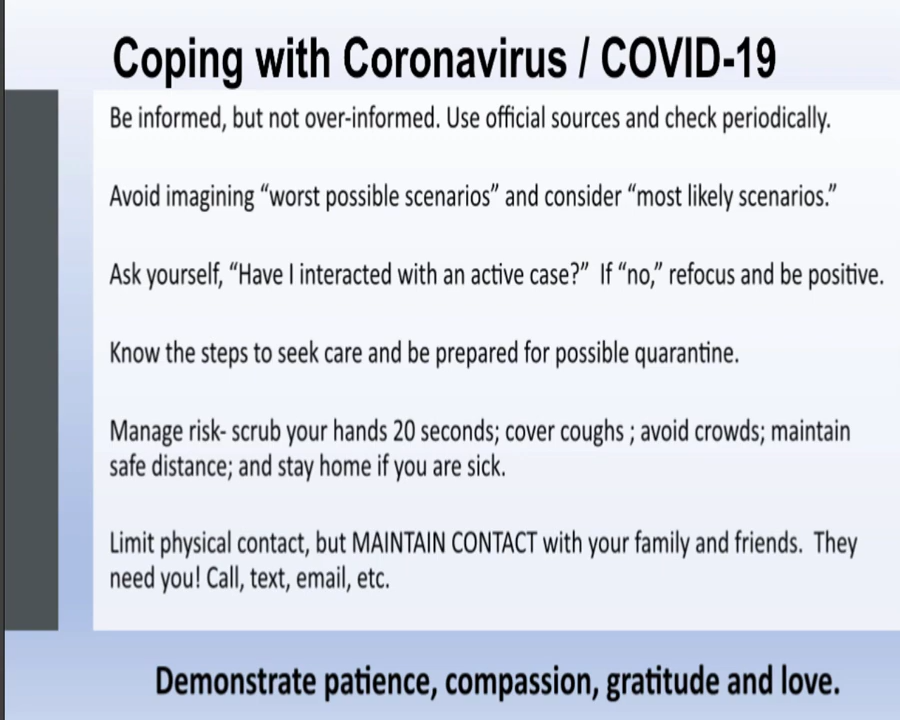 Coping with Coronavirus / COVID-19
Be informed, but not over-informed. Use official sources and check periodically.
Avoid imagining “worst possible scenarios” and consider “most likely scenarios.”
Ask yourself, “Have I interacted with an active case?”  If “no,” refocus and be positive.
Know the steps to seek care and be prepared for possible quarantine.
Manage risk- scrub your hands 20 seconds; cover coughs ; avoid crowds; maintain
safe distance; and stay home if you are sick.
Limit physical contact, but MAINTAIN CONTACT with your family and friends.  They
need you! Call, text, email, etc.
Demonstrate patience, compassion, gratitude and love.